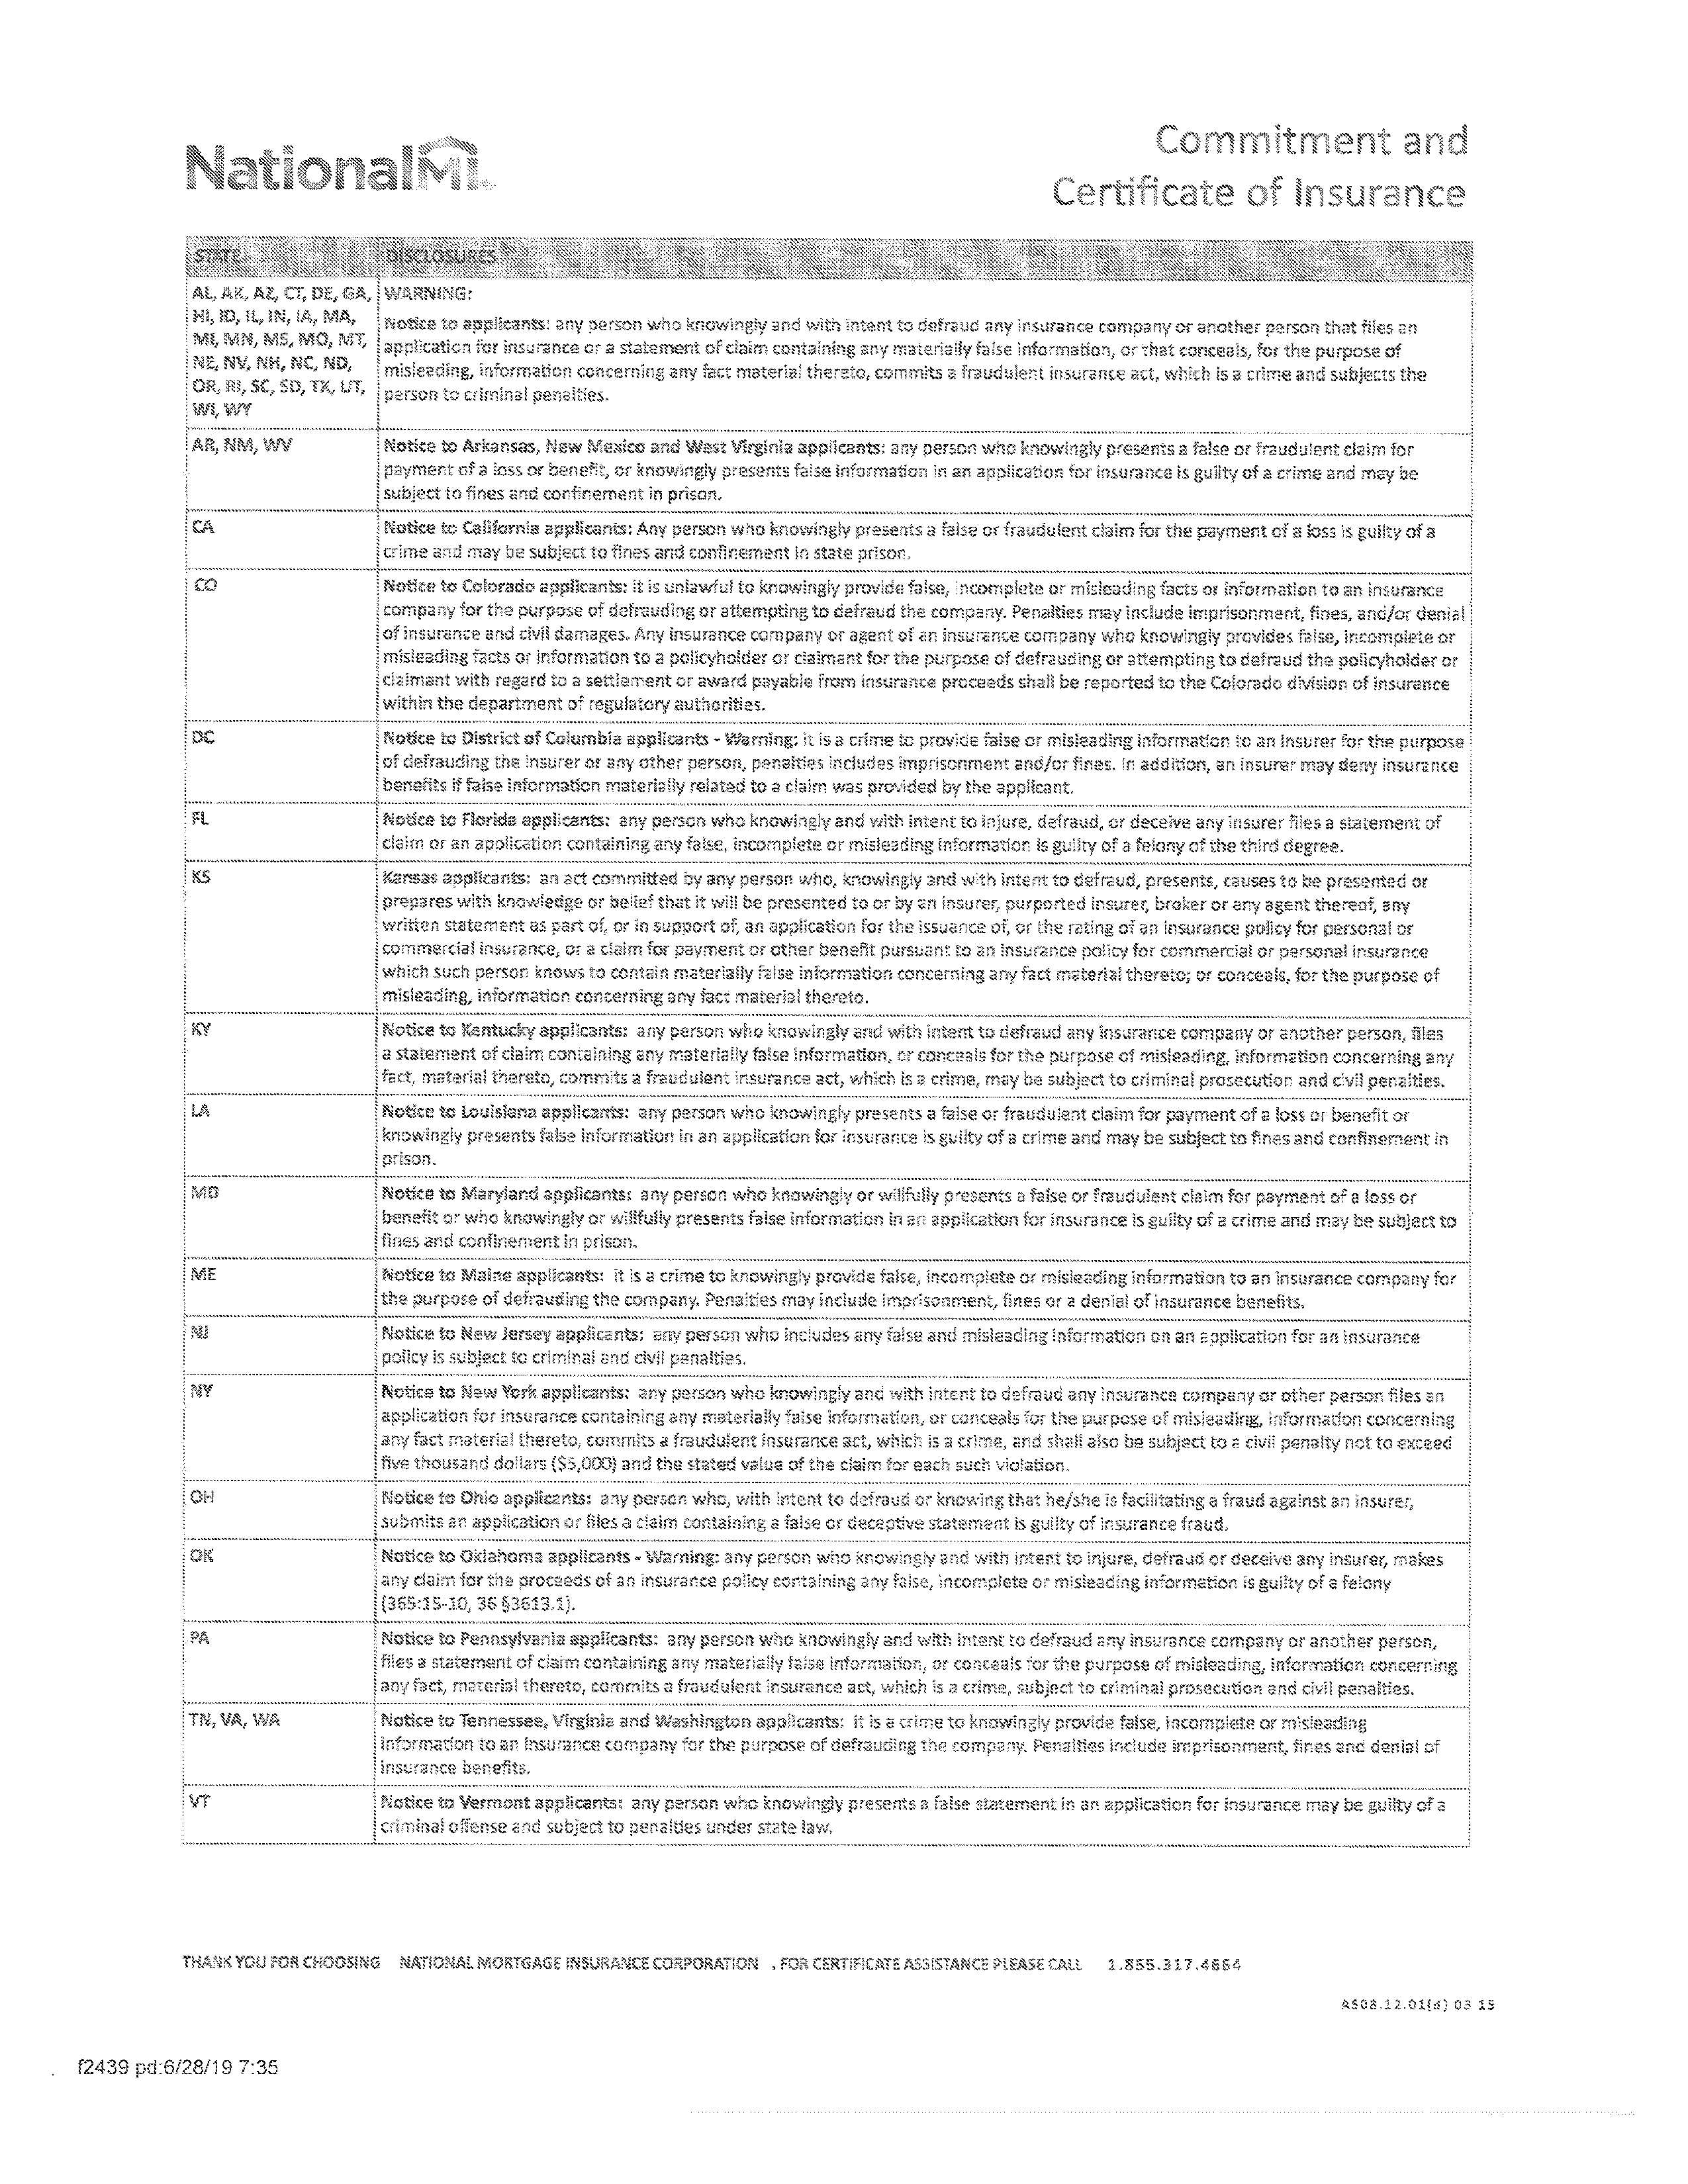 NationalMI.
Commitment and
Certificate of Insurance
STATE DISCLOSURES
AL, AK, AZ, CT, DE, GA,
HI, ID, IL, IN, IA, MA,
MI, MN, MS, MO, MT,
NE, NV, NH, NC, ND,
OR, RI, SC, SD, TX, UT,
WI, WY
WARNING:
Notice to applicants: any person who knowingly and with intent to defraud any insurance company or another person that files an
application for insurance or a statement of claim containing any materially false information, or that conceals, for the purpose of
misleading, information concerning any fact material thereto, commits a fraudulent insurance act, which is a crime and subjects the
person to criminal penalties.
AR, NM, WV
Notice to Arkansas, New Mexico and West Virginia applicants: any person who knowingly presents a false or fraudulent claim for
payment of a loss or benefit, or knowingly presents false information in an application for insurance is guilty of a crime and may be
subject to fines and confinement in prison.
CA
Notice to California applicants: Any person who knowingly presents a false or fraudulent claim for the payment of a loss is guilty of a
crime and may be subject to fines and confinement in state prison.
CO
Notice to Colorado applicants: it is unlawful to knowingly provide false, incomplete or misleading facts or information to an insurance
company for the purpose of defrauding or attempting to defraud the company. Penalties may include imprisonment, fines, and/or denial
of insurance and civil damages. Any insurance company or agent of an insurance company who knowingly provides false, incomplete or
misleading facts or information to a policyholder or claimant for the purpose of defrauding or attempting to defraud the policyholder or
claimant with regard to a settlement or award payable from insurance proceeds shall be reported to the Colorado division of insurance
within the department of regulatory authorities.
DC
Notice to District of Columbia applicants - Warning: it is a crime to provide false or misleading information to an insurer for the purpose
of defrauding the insurer or any other person, penalties includes imprisonment and/or fines. In addition, an insurer may deny insurance
benefits if false information materially related to a claim was provided by the applicant.
FL
Notice to Florida applicants: any person who knowingly and with intent to injure, defraud, or deceive any insurer files a statement of
claim or an application containing any false, incomplete or misleading information is guilty of a felony of the third degree.
KS
Kansas applicants: an act committed by any person who, knowingly and with intent to defraud, presents, causes to be presented or
prepares with knowledge or belief that it will be presented to or by an insurer, purported insurer, broker or any agent thereof, any
written statement as part of, or in support of, an application for the issuance of, or the rating of an insurance policy for personal or
commercial insurance, or a claim for payment or other benefit pursuant to an insurance policy for commercial or personal insurance
which such person knows to contain materially false information concerning any fact material thereto; or conceals, for the purpose of
misleading, information concerning any fact material thereto.
KY
Notice to Kentucky applicants: any person who knowingly and with intent to defraud any insurance company or another person, files
a statement of claim containing any materially false information, or conceals for the purpose of misleading, information concerning any
fact, material thereto, commits a fraudulent insurance act, which is a crime, may be subject to criminal prosecution and civil penalties.
LA
Notice to Louisiana applicants: any person who knowingly presents a false or fraudulent claim for payment of a loss or benefit or
knowingly presents false information in an application for insurance is guilty of a crime and may be subject to fines and confinement in
prison.
MD
Notice to Maryland applicants: any person who knowingly or willfully presents a false or fraudulent claim for payment of a loss or
benefit or who knowingly or willfully presents false information in an application for insurance is guilty of a crime and may be subject to
fines and confinement in prison.
ME
Notice to Maine applicants: it is a crime to knowingly provide false, incomplete or misleading information to an insurance company for
the purpose of defrauding the company. Penalties may include imprisonment, fines or a denial of insurance benefits.
NJ
Notice to New Jersey applicants: any person who includes any false and misleading information on an application for an insurance
policy is subject to criminal and civil penalties.
NY
Notice to New York applicants: any person who knowingly and with intent to defraud any insurance company or other person files an
application for insurance containing any materially false information, or conceals for the purpose of misleading, information concerning
any fact material thereto, commits a fraudulent insurance act, which is a crime, and shall also be subject to a civil penalty not to exceed
five thousand dollars ($5,000) and the stated value of the claim for each such violation.
OH
Notice to Ohio applicants: any person who, with intent to defraud or knowing that he/she is facilitating a fraud against an insurer,
submits an application or files a claim containing a false or deceptive statement is guilty of insurance fraud.
OK
Notice to Oklahoma applicants - Warning: any person who knowingly and with intent to injure, defraud or deceive any insurer, makes
any claim for the proceeds of an insurance policy containing any false, incomplete or misleading information is guilty of a felony
(365:15-10, 36 §3613.1).
PA
Notice to Pennsylvania applicants: any person who knowingly and with intent to defraud any insurance company or another person,
files a statement of claim containing any materially false information, or conceals for the purpose of misleading, information concerning
any fact, material thereto, commits a fraudulent insurance act, which is a crime, subject to criminal prosecution and civil penalties.
TN, VA, WA
Notice to Tennessee, Virginia and Washington applicants: it is a crime to knowingly provide false, incomplete or misleading
information to an insurance company for the purpose of defrauding the company. Penalties include imprisonment, fines and denial of
insurance benefits.
VT
Notice to Vermont applicants: any person who knowingly presents a false statement in an application for insurance may be guilty of a
criminal offense and subject to penalties under state law.
THANK YOU FOR CHOOSING NATIONAL MORTGAGE INSURANCE CORPORATION . FOR CERTIFICATE ASSISTANCE PLEASE CALL 1.855.317.4664
AS08.12.01(d) 03 15
f2439 pd:6/28/19 7:35